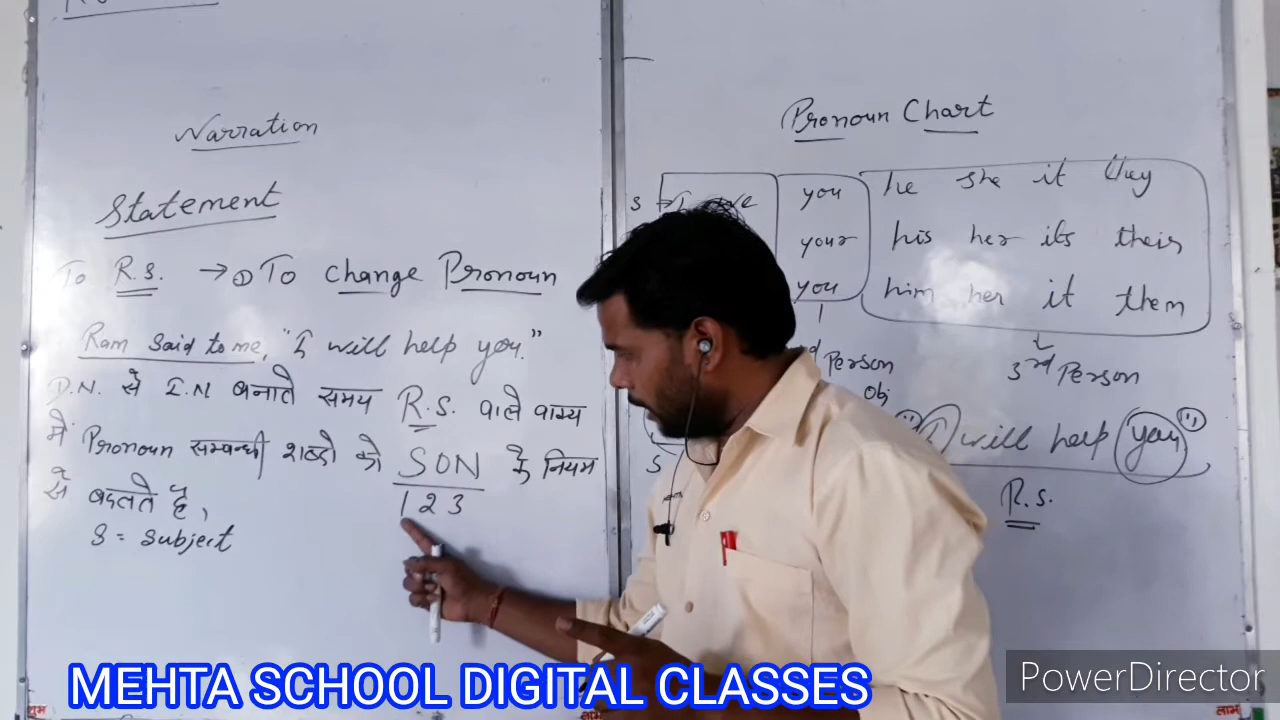 Narration
Statement
To R.S. → ① To Change Pronoun
Ram Said to me, "I will help you."
D.N. से I.N बनाते समय R.S. वाले वाक्य
में Pronoun सम्बन्धी शब्दो को SON के नियम
1 2 3
से बदलते है,
S = Subject
Pronoun Chart
S you he she it they
your his her its their
you him her it them
Person 3rd Person
Obj
I will help you
S
R.S.
MEHTA SCHOOL DIGITAL CLASSES
PowerDirector
शुभ लाभ लाभ